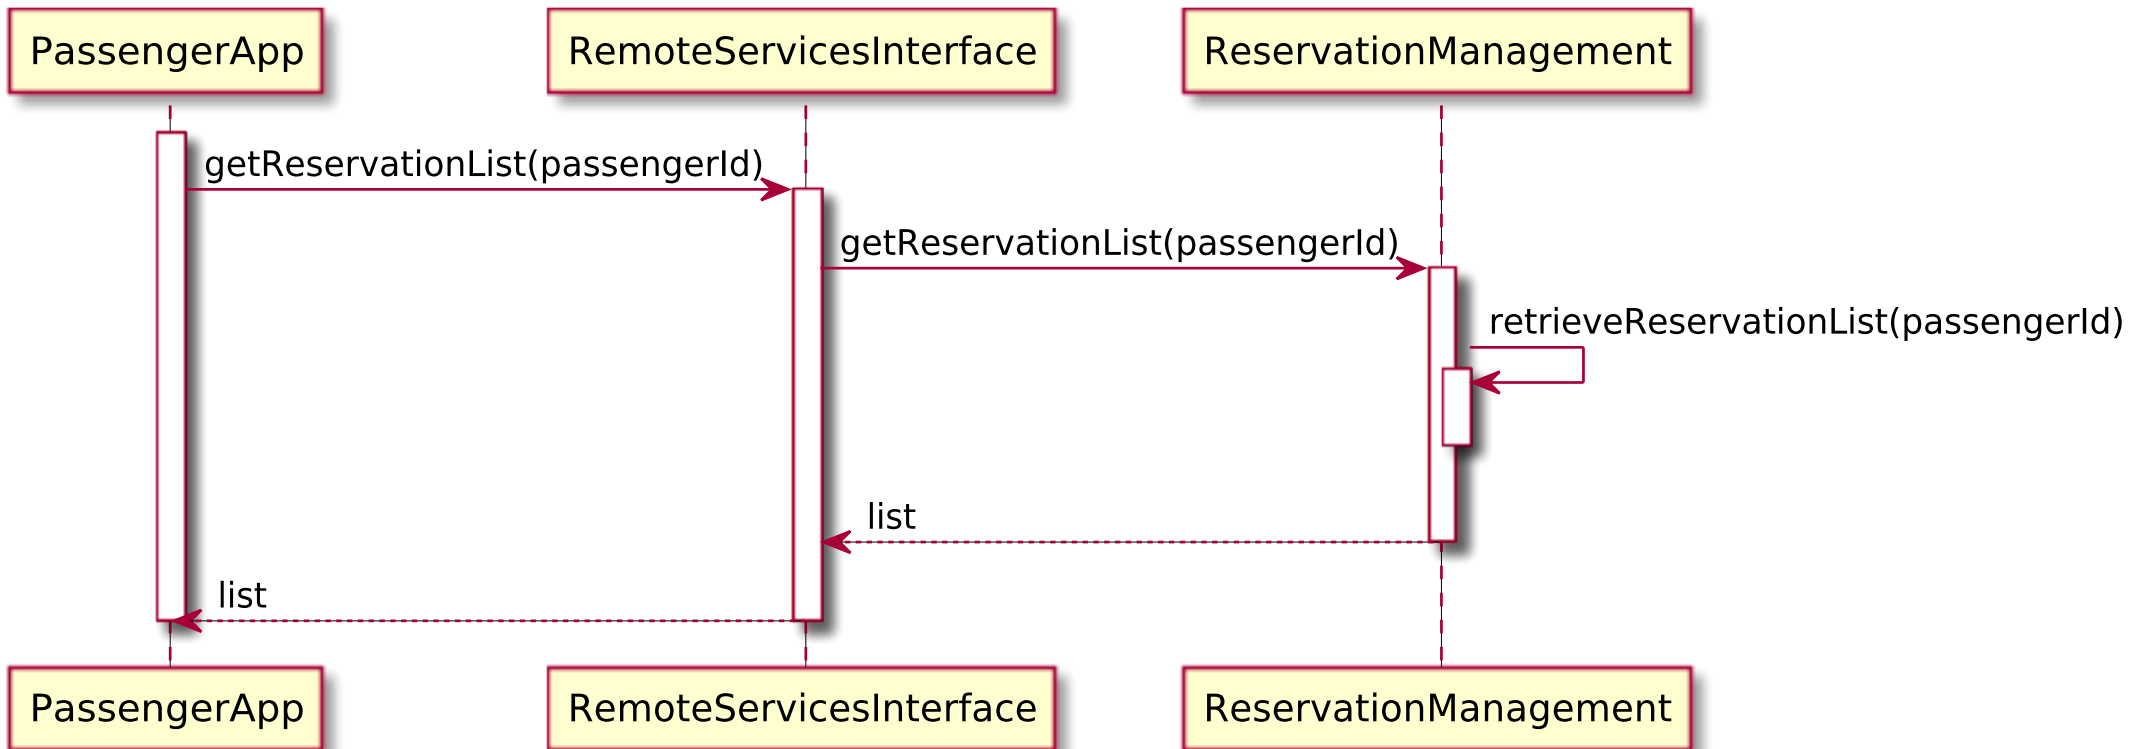 PassengerApp
RemoteServicesInterface
ReservationManagement
getReservationList(passengerId)
getReservationList(passengerId)
retrieveReservationList(passengerId)
list
list
PassengerApp
RemoteServicesInterface
ReservationManagement